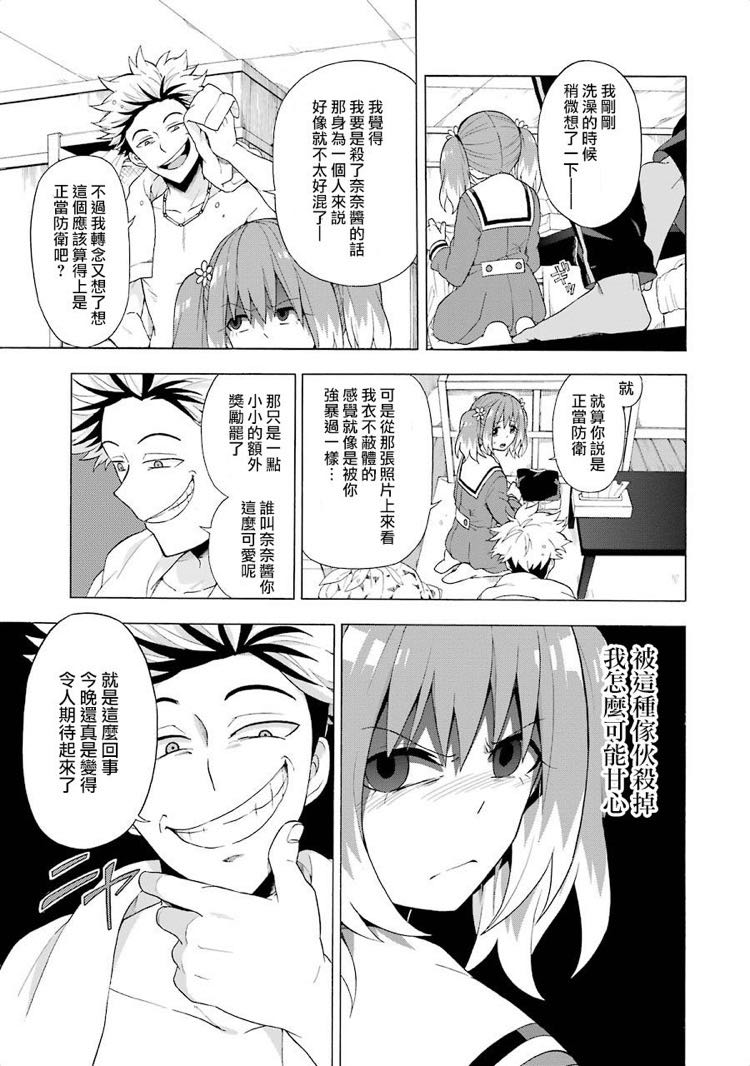 我剛剛
洗澡的時候
稍微想了一下──
ギシ
我覺得
我要是殺了奈奈醬的話
那身為一個人來說
好像就不太好混了─
不過我轉念又想了想
這個應該算得上是
正當防衛吧？
就
就算你說是
正當防衛
可是從那張照片上來看
我衣不蔽體的
感覺就像是被你
強暴過一樣…
那只是一點
小小的額外
獎勵罷了
誰叫奈奈醬你
這麼可愛呢
被這種傢伙殺掉
我怎麼可能甘心
就是這麼回事
今晚還真是變得
令人期待起來了
ニヤ